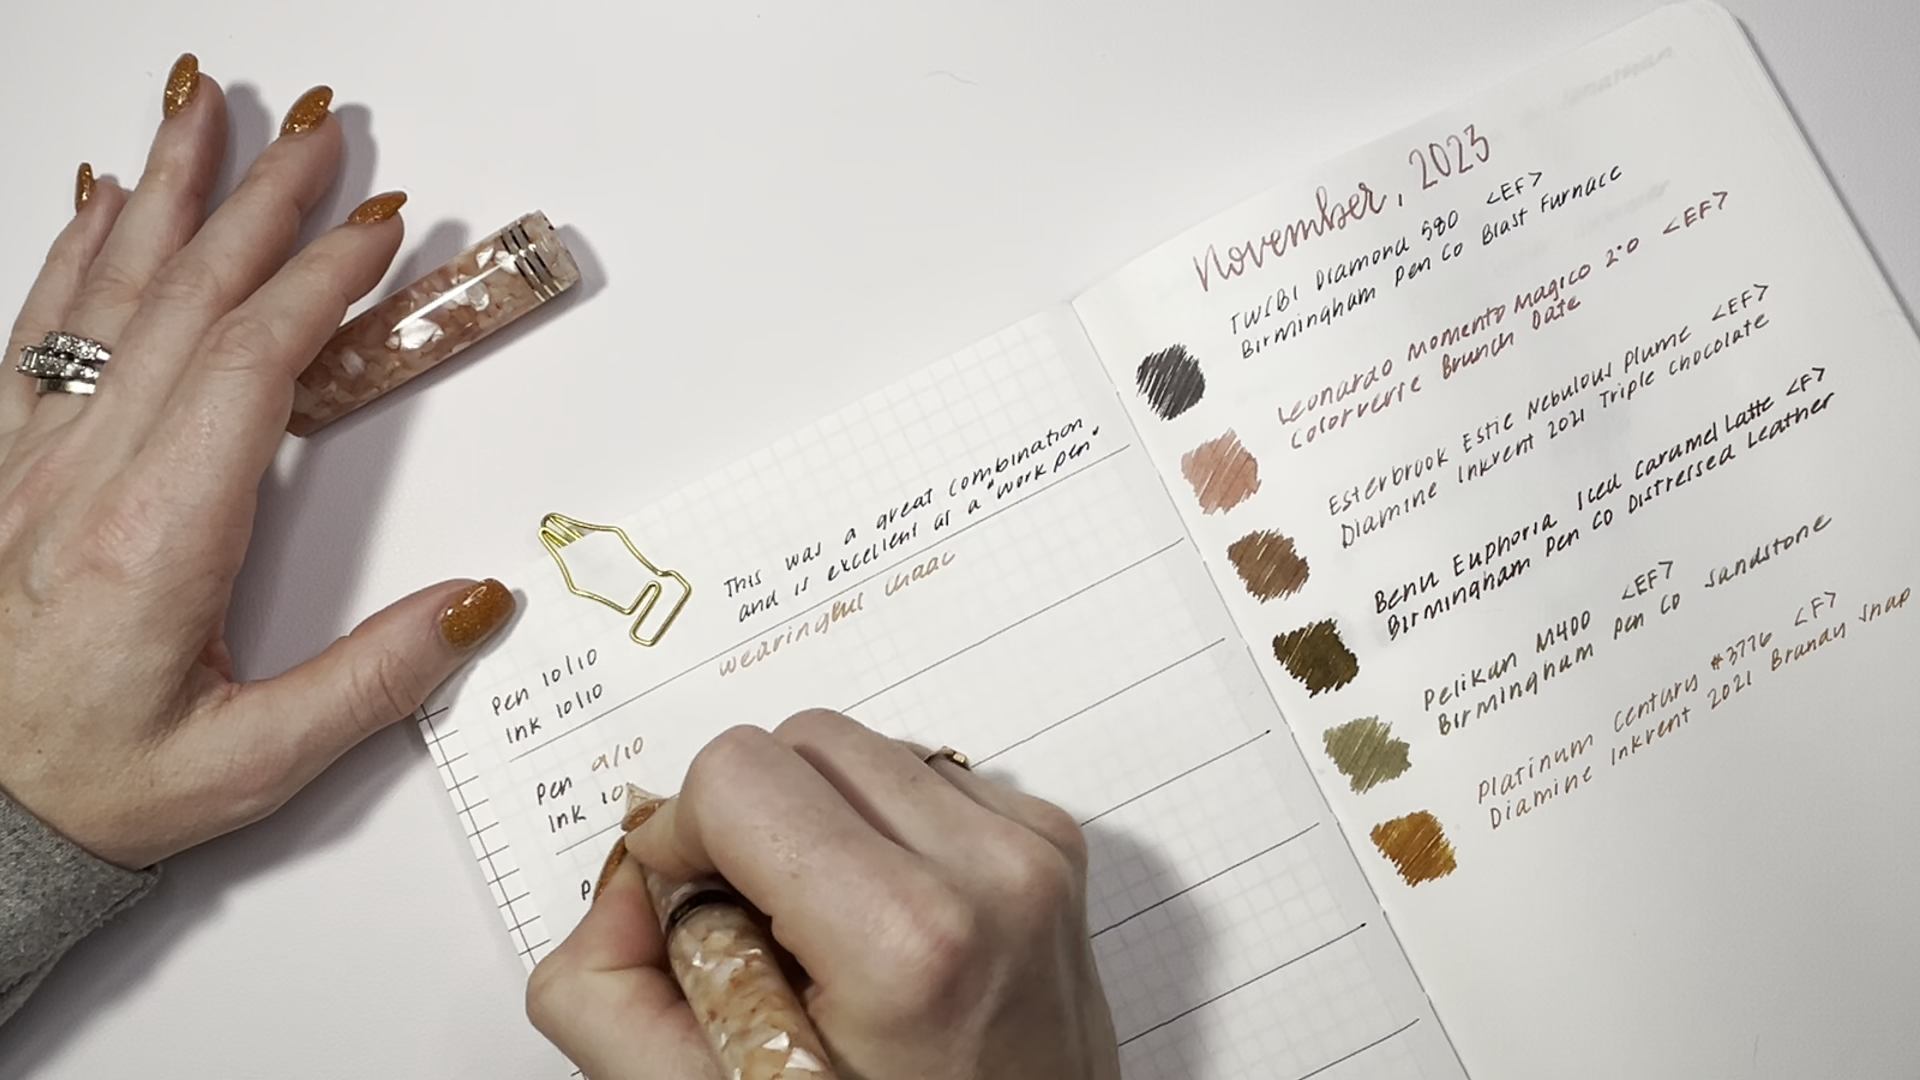 This was a great combination
and is excellent as a "work pen"
Pen 10/10
Ink 10/10
Pen 9/10
Ink 10
P
November, 2023
TWSBI Diamond 580 <EF>
Birmingham Pen Co Blast Furnace
Leonardo Momento Magico 2.0 <EF>
Colorverse Brunch Date
Esterbrook Estie Nebulous Plume <EF>
Diamine Inkvent 2021 Triple Chocolate
Benu Euphoria Iced Caramel Latte <F>
Birmingham Pen Co Distressed Leather
Pelikan M400 <EF>
Birmingham Pen Co Sandstone
Platinum Century #3776 <F>
Diamine Inkvent 2021 Brandy Snap